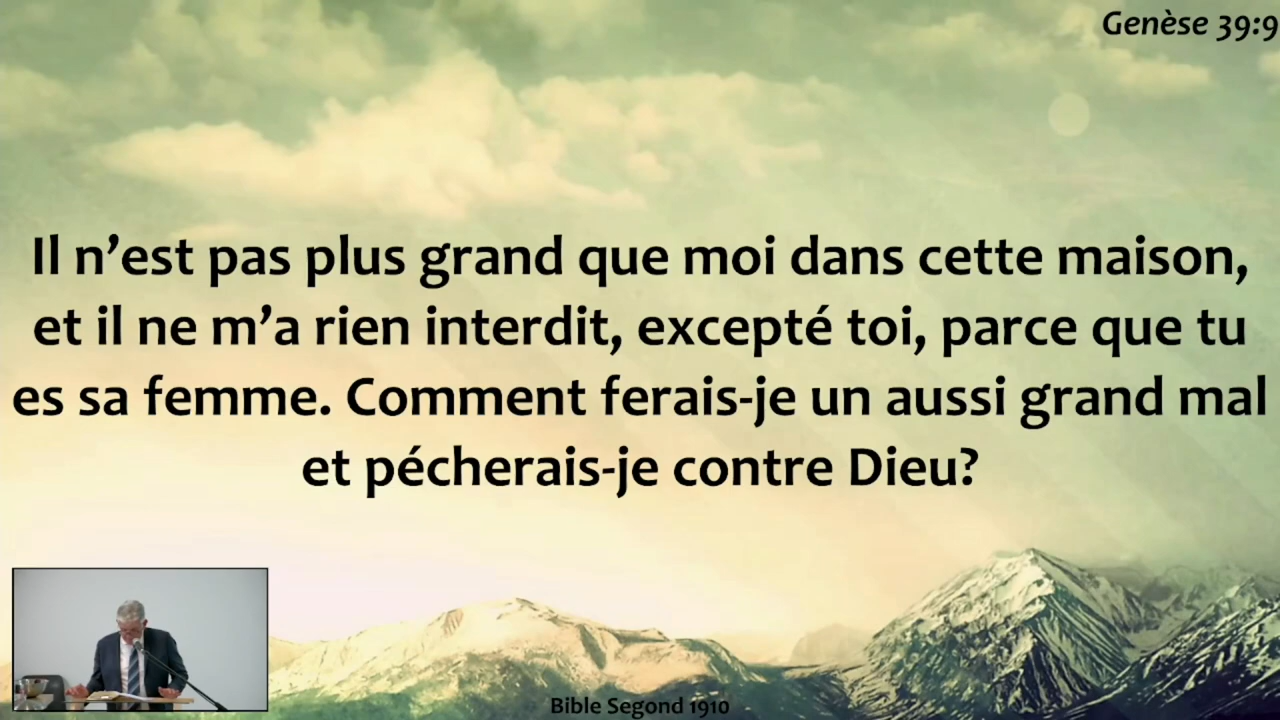 Genèse 39:9
Il n’est pas plus grand que moi dans cette maison,
et il ne m’a rien interdit, excepté toi, parce que tu
es sa femme. Comment ferais-je un aussi grand mal
et pécherais-je contre Dieu?
Bible Segond 1910